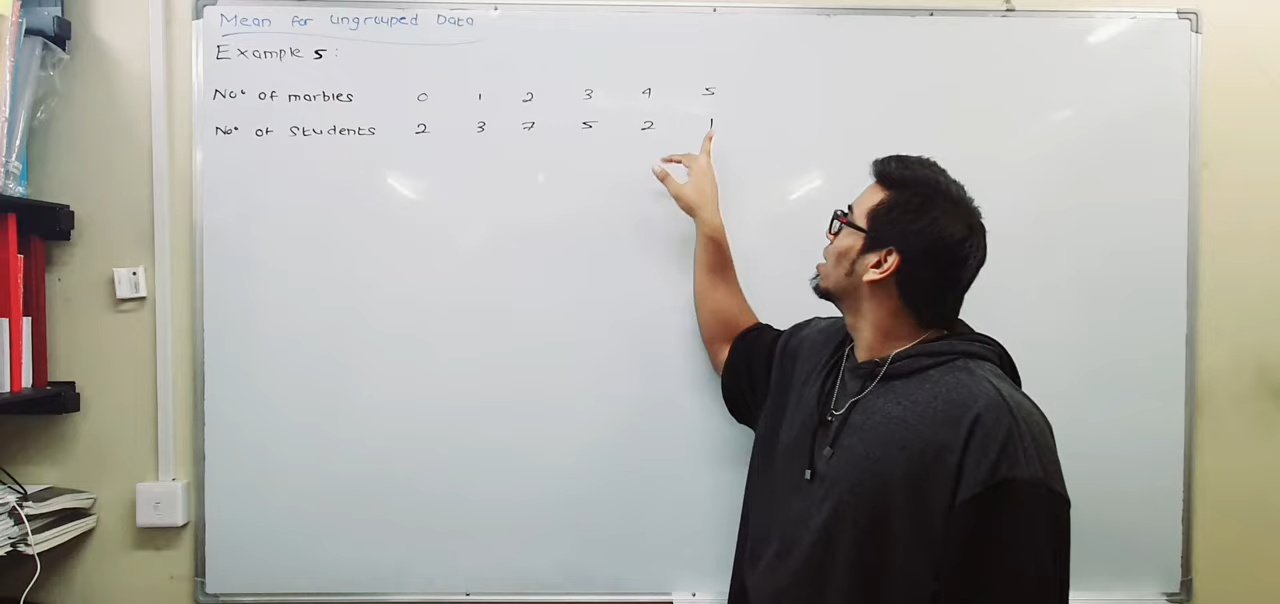 Mean for Ungrouped Data
Example 5:
No. of marbles 0 1 2 3 4 5
No. of Students 2 3 7 5 2 1